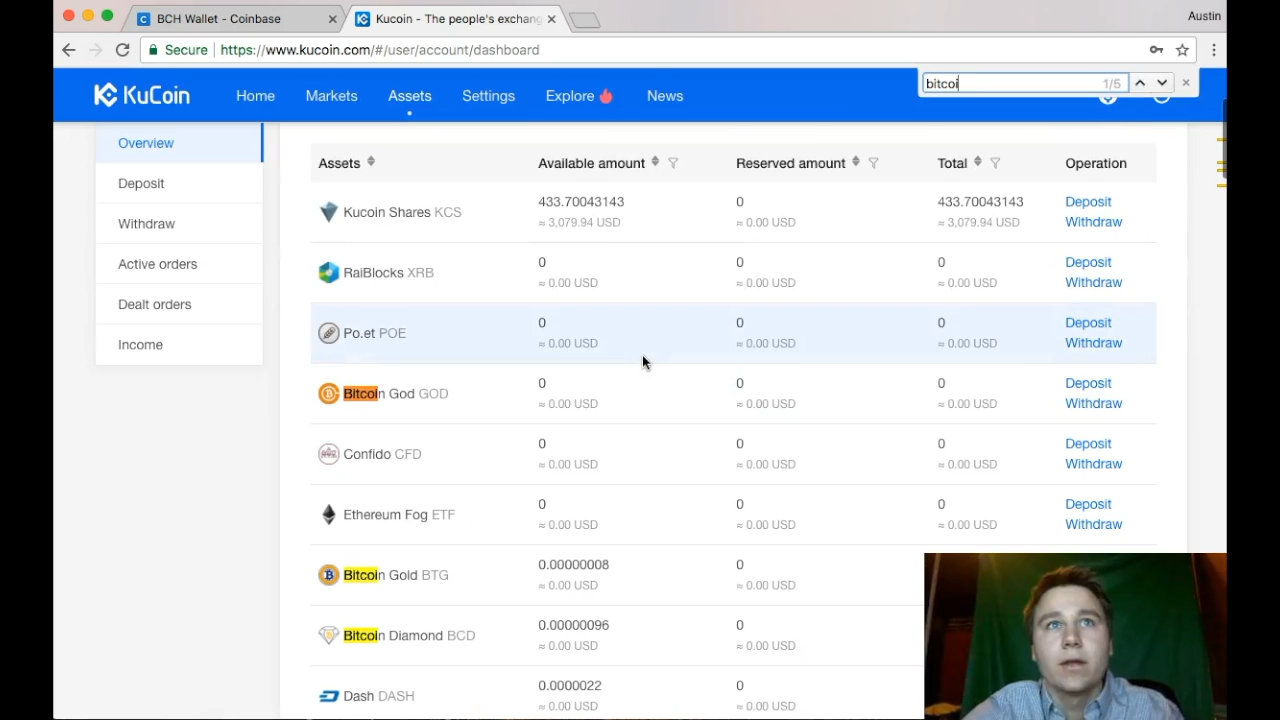 BCH Wallet - Coinbase
Kucoin - The people's exchang
Austin
Secure
https://www.kucoin.com/#/user/account/dashboard
bitcoi 1/5
KuCoin
Home
Markets
Assets
Settings
Explore
News
Overview
Deposit
Withdraw
Active orders
Dealt orders
Income
Assets Available amount Reserved amount Total Operation
Kucoin Shares KCS
433.70043143 0 433.70043143 Deposit
≈ 3,079.94 USD ≈ 0.00 USD ≈ 3,079.94 USD Withdraw
RaiBlocks XRB
0 0 0 Deposit
≈ 0.00 USD ≈ 0.00 USD ≈ 0.00 USD Withdraw
Po.et POE
0 0 0 Deposit
≈ 0.00 USD ≈ 0.00 USD ≈ 0.00 USD Withdraw
Bitcoin God GOD
0 0 0 Deposit
≈ 0.00 USD ≈ 0.00 USD ≈ 0.00 USD Withdraw
Confido CFD
0 0 0 Deposit
≈ 0.00 USD ≈ 0.00 USD ≈ 0.00 USD Withdraw
Ethereum Fog ETF
0 0 0 Deposit
≈ 0.00 USD ≈ 0.00 USD ≈ 0.00 USD Withdraw
Bitcoin Gold BTG
0.00000008 0
≈ 0.00 USD ≈ 0.00 USD
Bitcoin Diamond BCD
0.00000096 0
≈ 0.00 USD ≈ 0.00 USD
Dash DASH
0.0000022 0
≈ 0.00 USD ≈ 0.00 USD